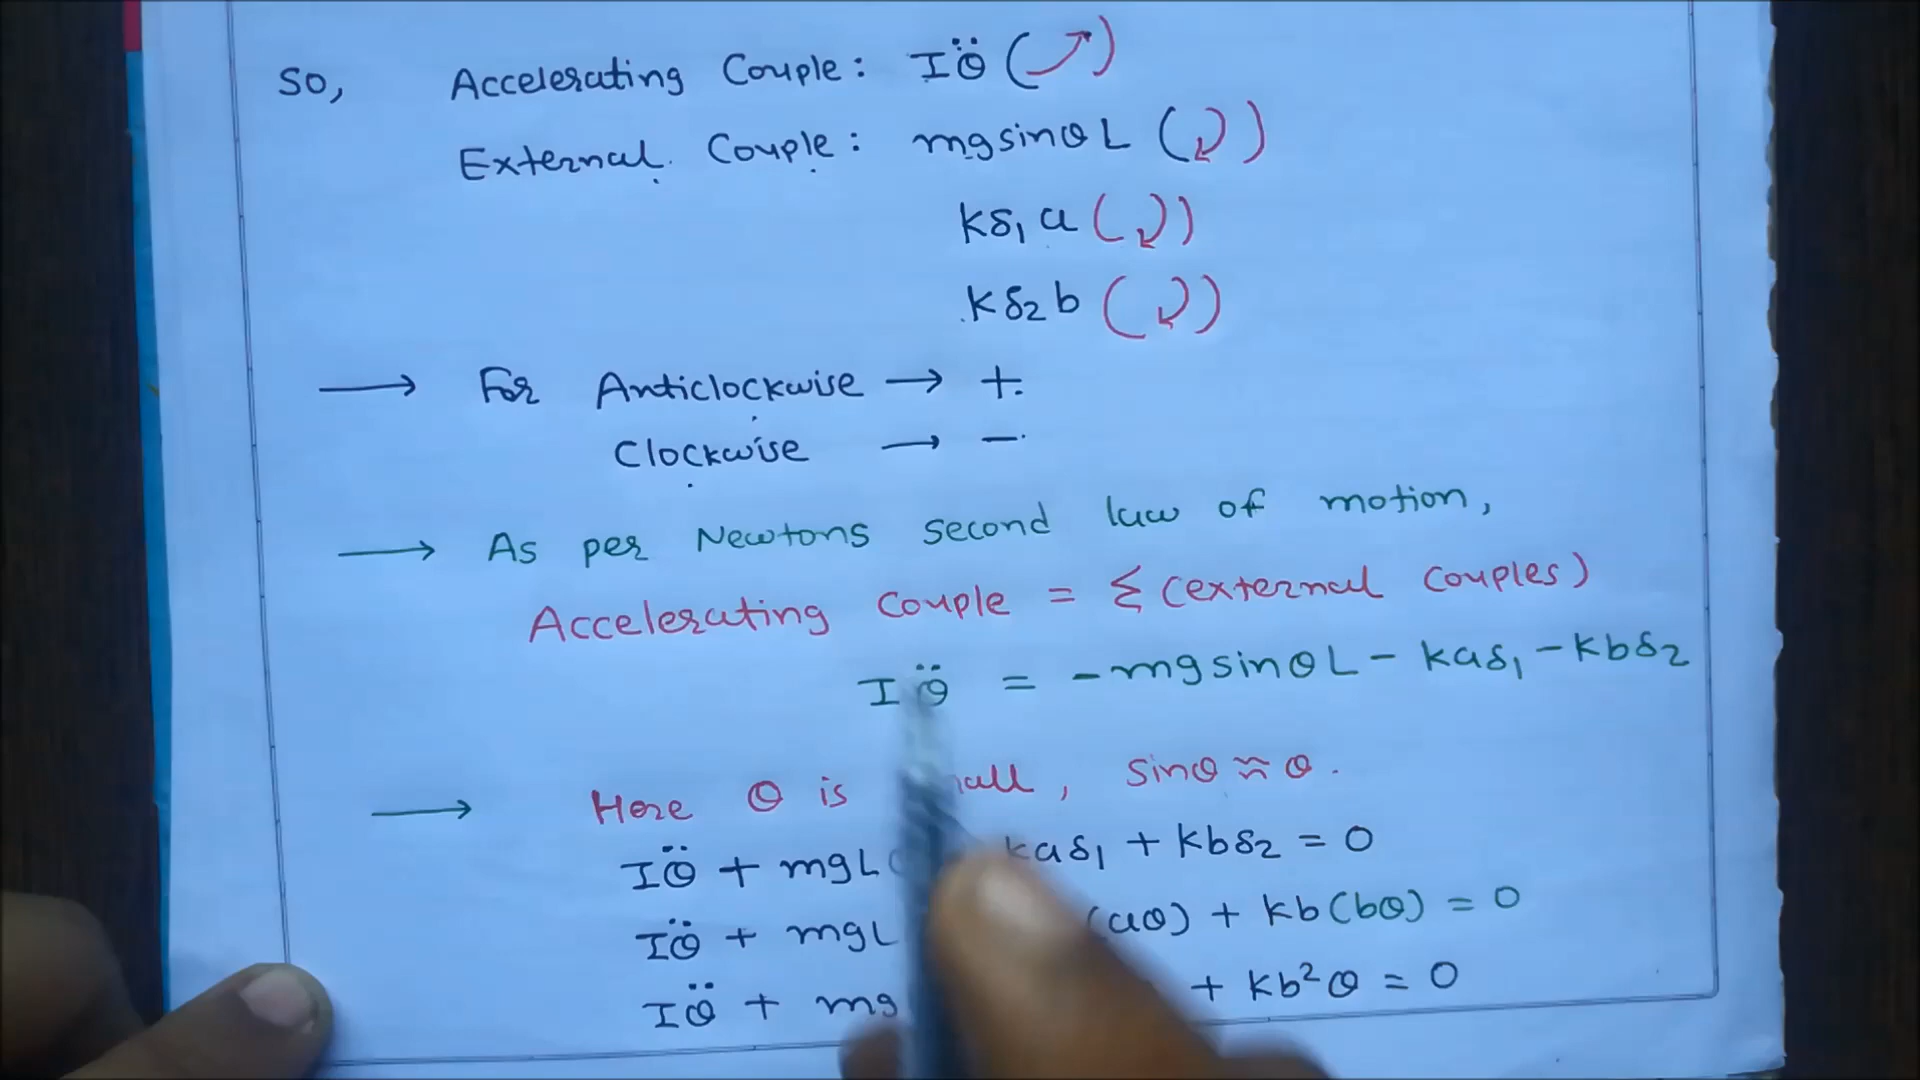 So, Accelerating Couple: Iθ̈ (⤴)
External Couple: mgsinθL (⤵)
kδ₁a (⤵)
kδ₂b (⤵)
→ For Anticlockwise → +
Clockwise → −
→ As per Newtons second law of motion,
Accelerating Couple = Σ(external couples)
Iθ̈ = -mgsinθL - kaδ₁ - kbδ₂
→ Here θ is , sinθ ≈ θ.
Iθ̈ + mgL kaδ₁ + kbδ₂ = 0
Iθ̈ + mgL (aθ) + kb(bθ) = 0
Iθ̈ + mg + kb²θ = 0